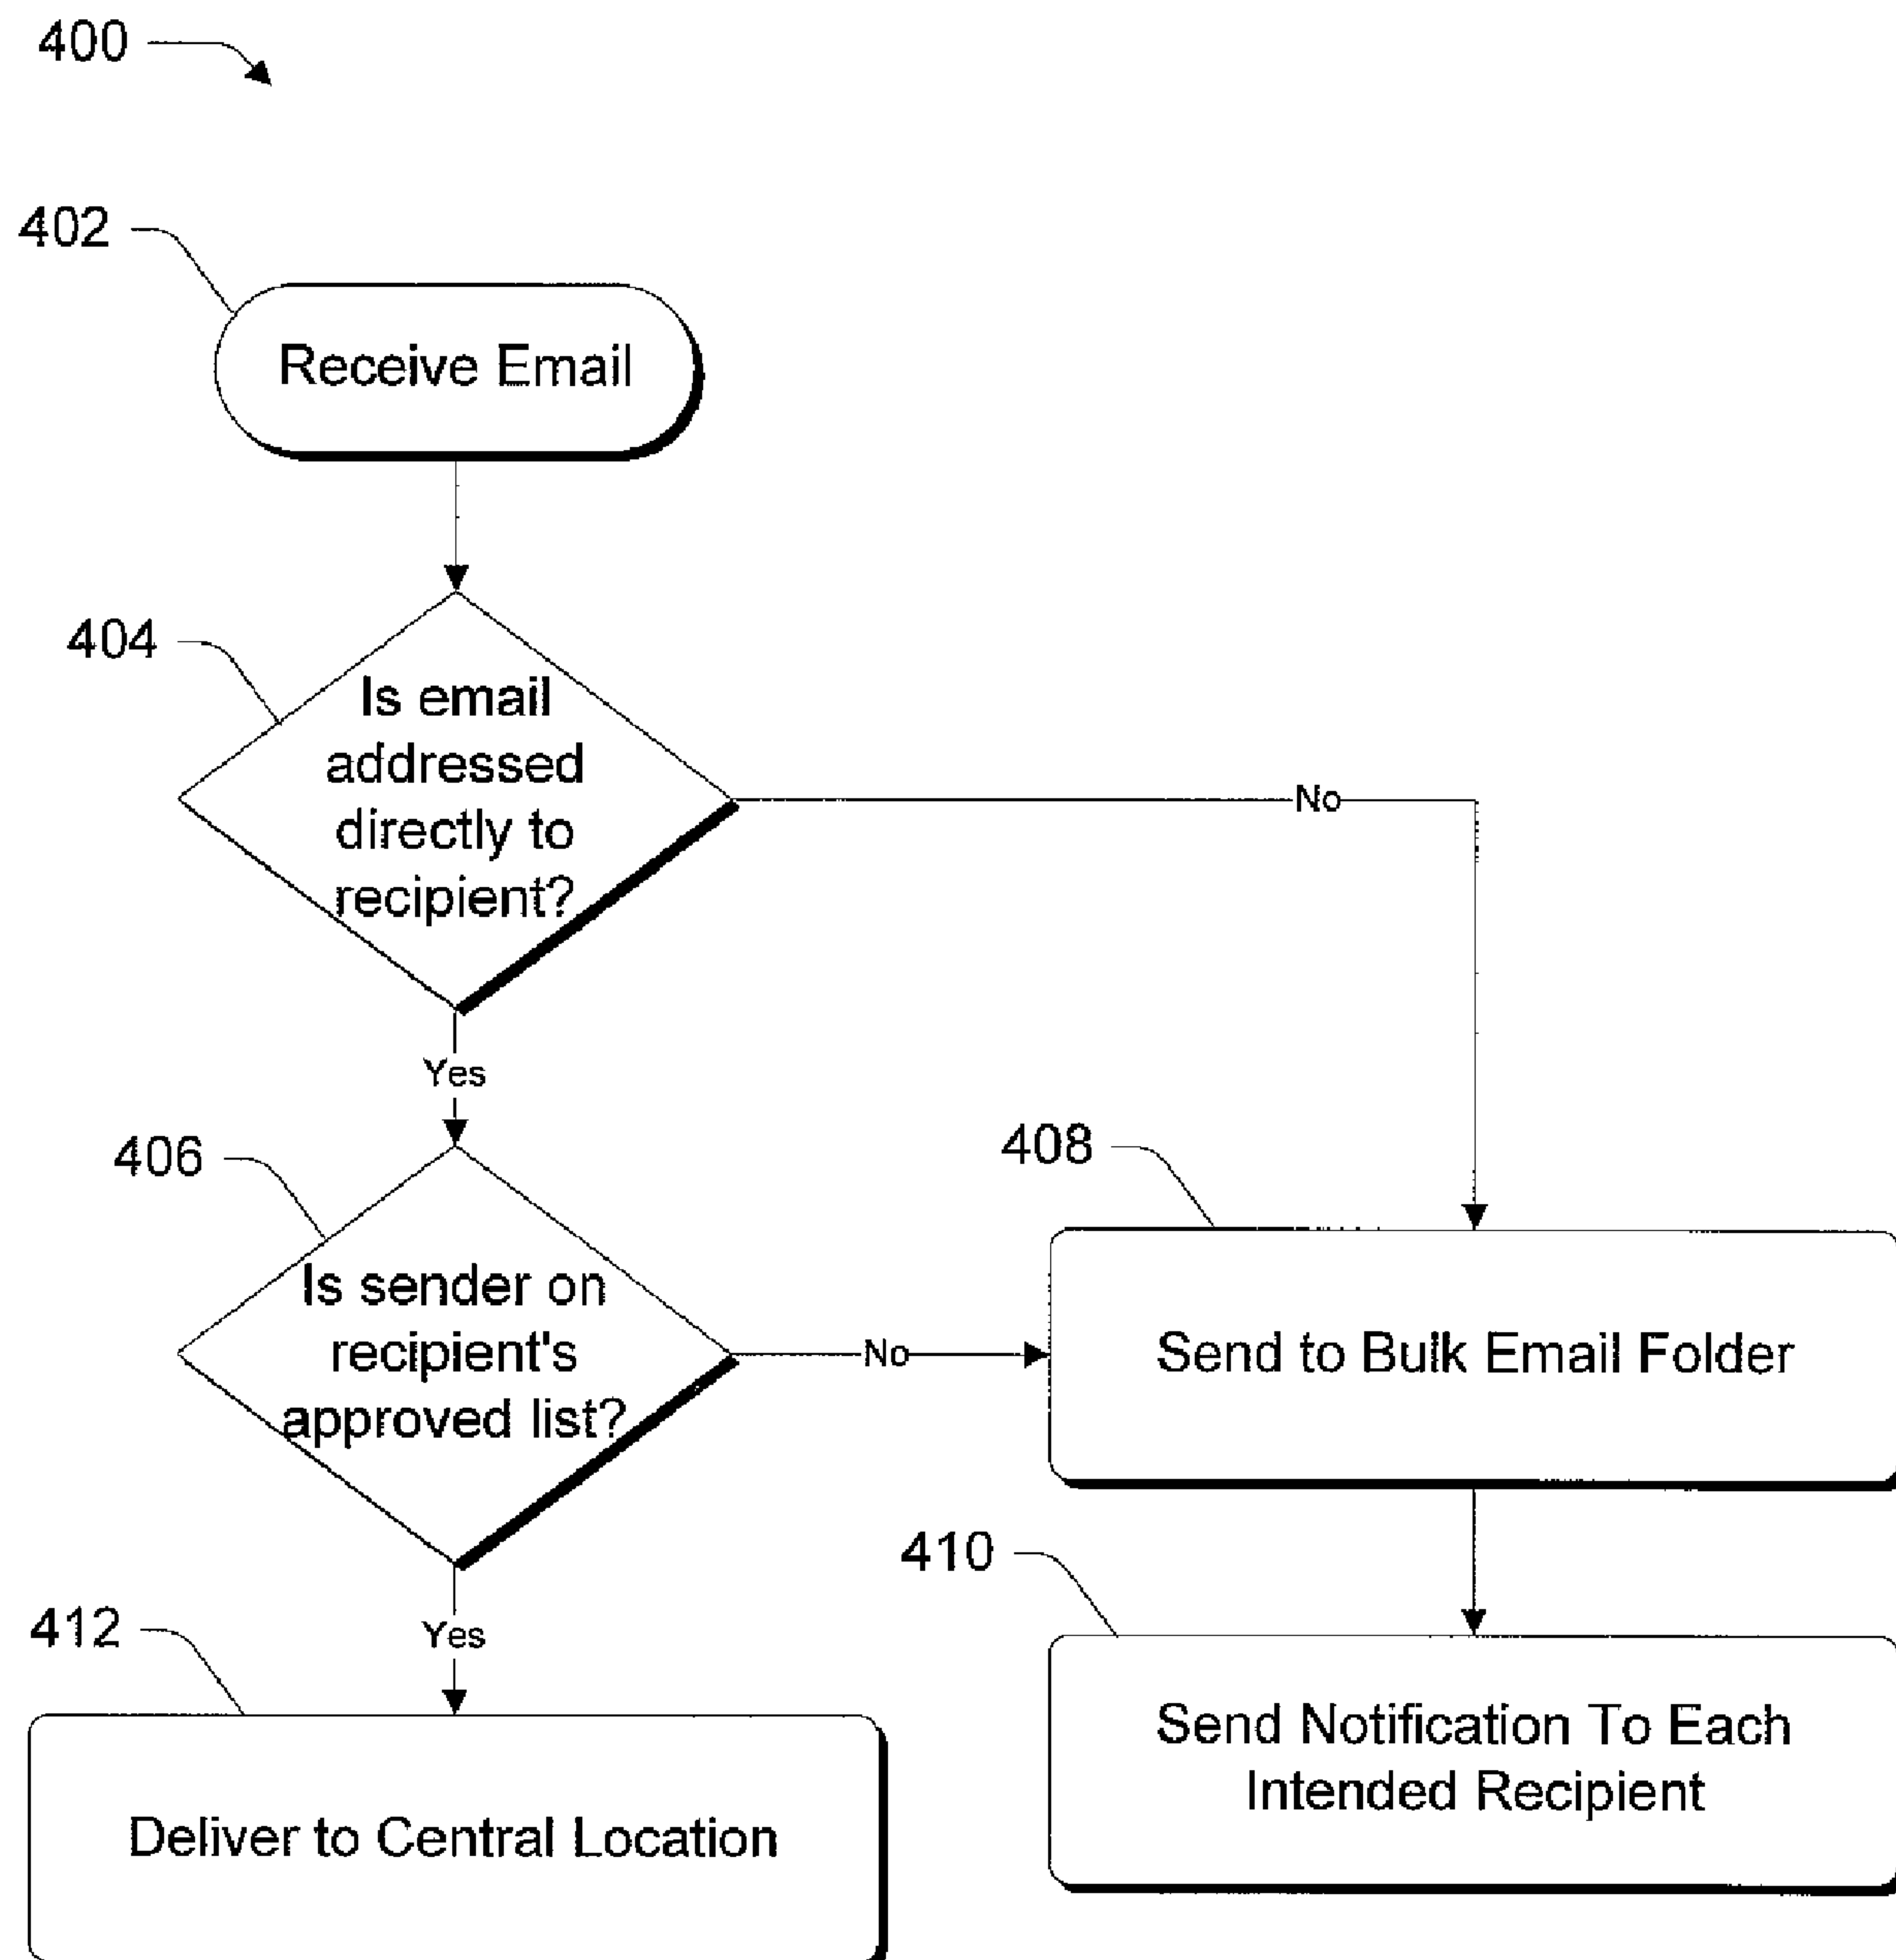 400
402
Receive Email
404
Is email
addressed
directly to
recipient?
No
Yes
406
Is sender on
recipient's
approved list?
No
408
Send to Bulk Email Folder
410
Send Notification To Each
Intended Recipient
Yes
412
Deliver to Central Location